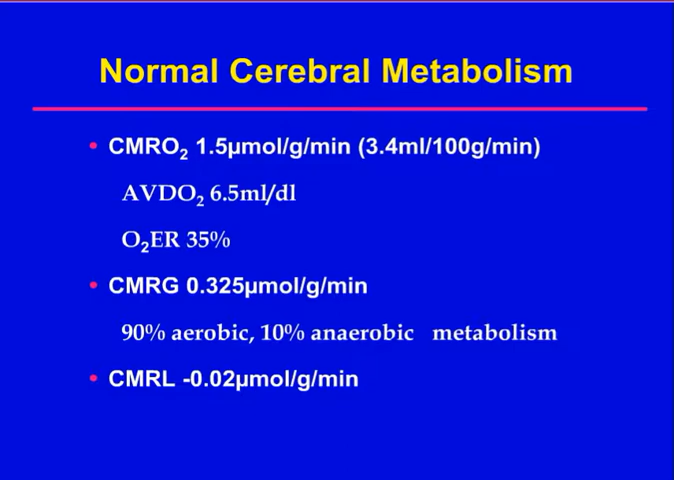 Normal Cerebral Metabolism
• CMRO₂ 1.5µmol/g/min (3.4ml/100g/min)
AVDO₂ 6.5ml/dl
O₂ER 35%
• CMRG 0.325µmol/g/min
90% aerobic, 10% anaerobic metabolism
• CMRL -0.02µmol/g/min